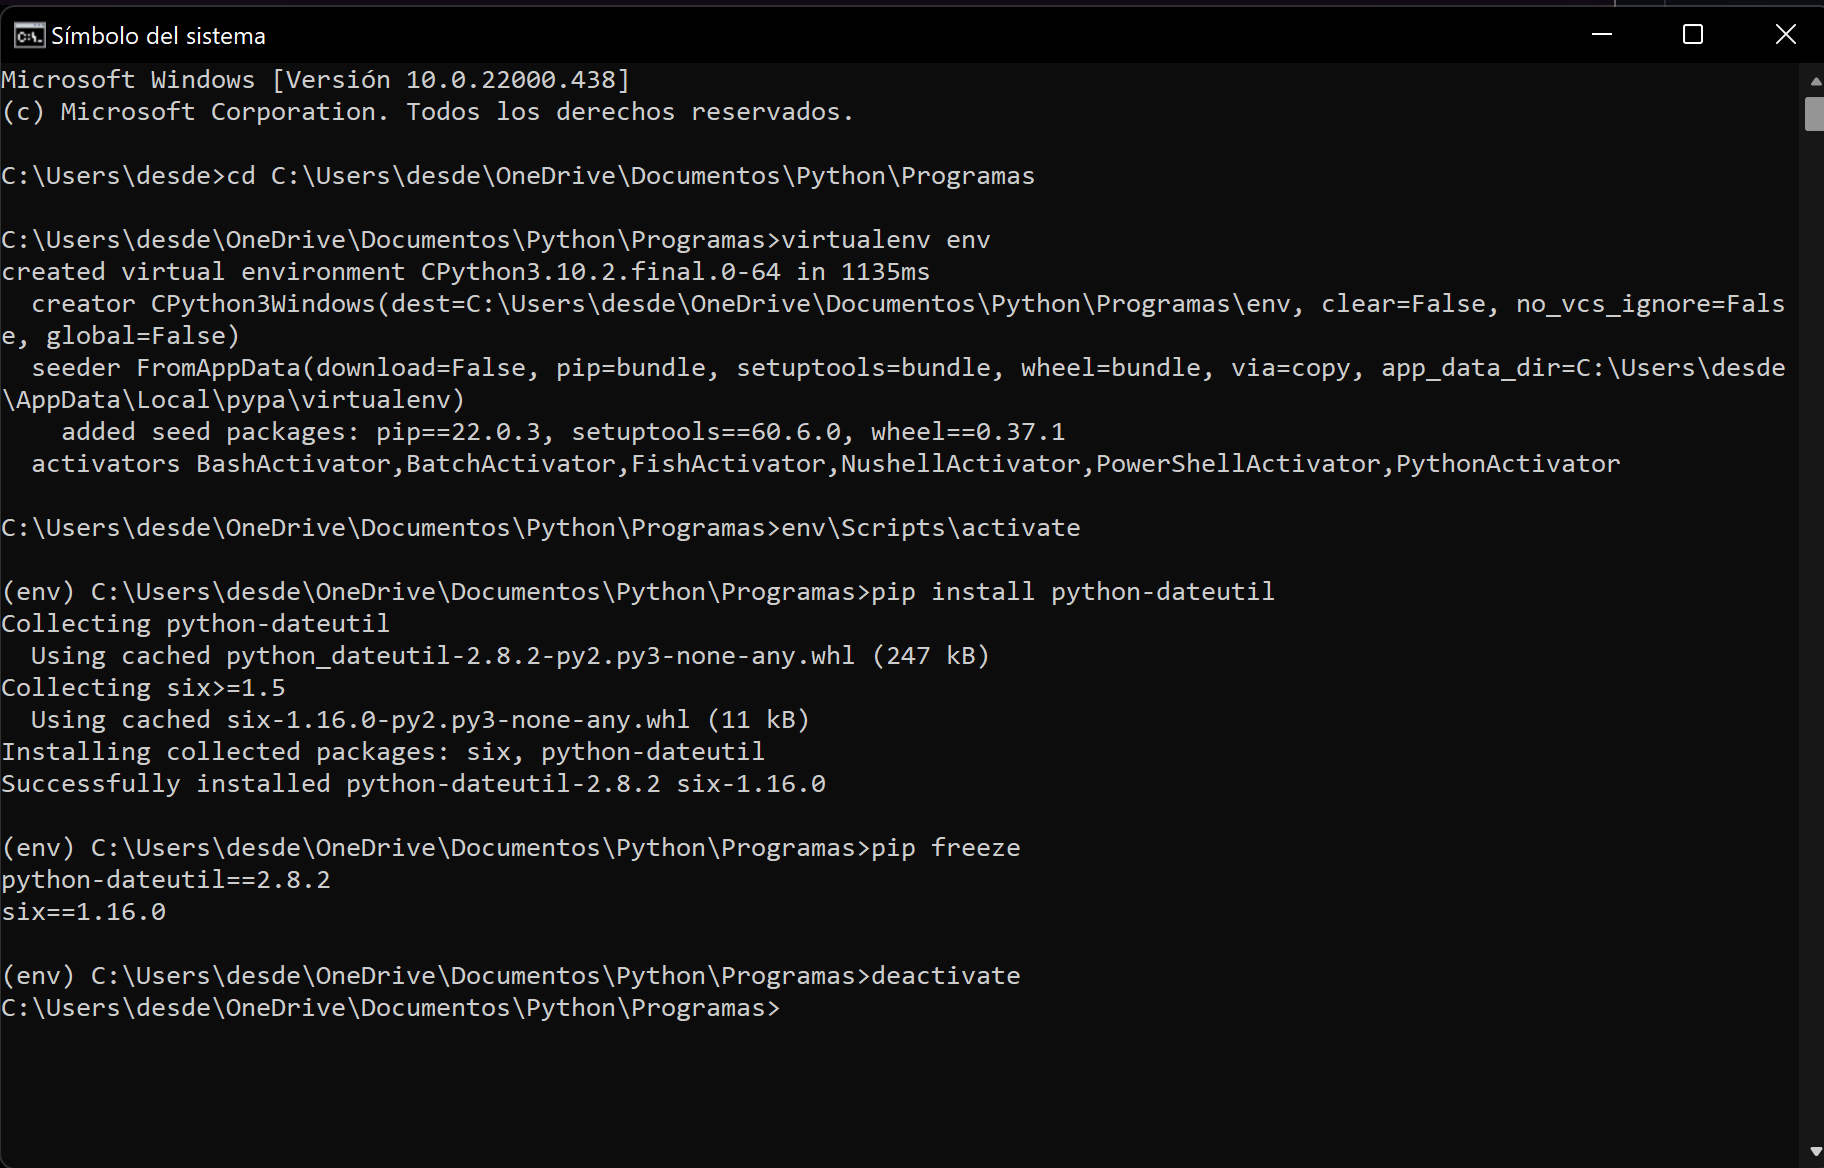 Símbolo del sistema
Microsoft Windows [Versión 10.0.22000.438]
(c) Microsoft Corporation. Todos los derechos reservados.
C:\Users\desde>cd C:\Users\desde\OneDrive\Documentos\Python\Programas
C:\Users\desde\OneDrive\Documentos\Python\Programas>virtualenv env
created virtual environment CPython3.10.2.final.0-64 in 1135ms
  creator CPython3Windows(dest=C:\Users\desde\OneDrive\Documentos\Python\Programas\env, clear=False, no_vcs_ignore=Fals
e, global=False)
  seeder FromAppData(download=False, pip=bundle, setuptools=bundle, wheel=bundle, via=copy, app_data_dir=C:\Users\desde
\AppData\Local\pypa\virtualenv)
    added seed packages: pip==22.0.3, setuptools==60.6.0, wheel==0.37.1
  activators BashActivator,BatchActivator,FishActivator,NushellActivator,PowerShellActivator,PythonActivator
C:\Users\desde\OneDrive\Documentos\Python\Programas>env\Scripts\activate
(env) C:\Users\desde\OneDrive\Documentos\Python\Programas>pip install python-dateutil
Collecting python-dateutil
  Using cached python_dateutil-2.8.2-py2.py3-none-any.whl (247 kB)
Collecting six>=1.5
  Using cached six-1.16.0-py2.py3-none-any.whl (11 kB)
Installing collected packages: six, python-dateutil
Successfully installed python-dateutil-2.8.2 six-1.16.0
(env) C:\Users\desde\OneDrive\Documentos\Python\Programas>pip freeze
python-dateutil==2.8.2
six==1.16.0
(env) C:\Users\desde\OneDrive\Documentos\Python\Programas>deactivate
C:\Users\desde\OneDrive\Documentos\Python\Programas>